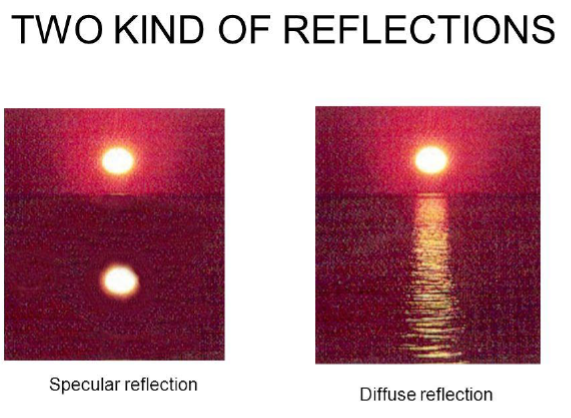 TWO KIND OF REFLECTIONS
Specular reflection
Diffuse reflection